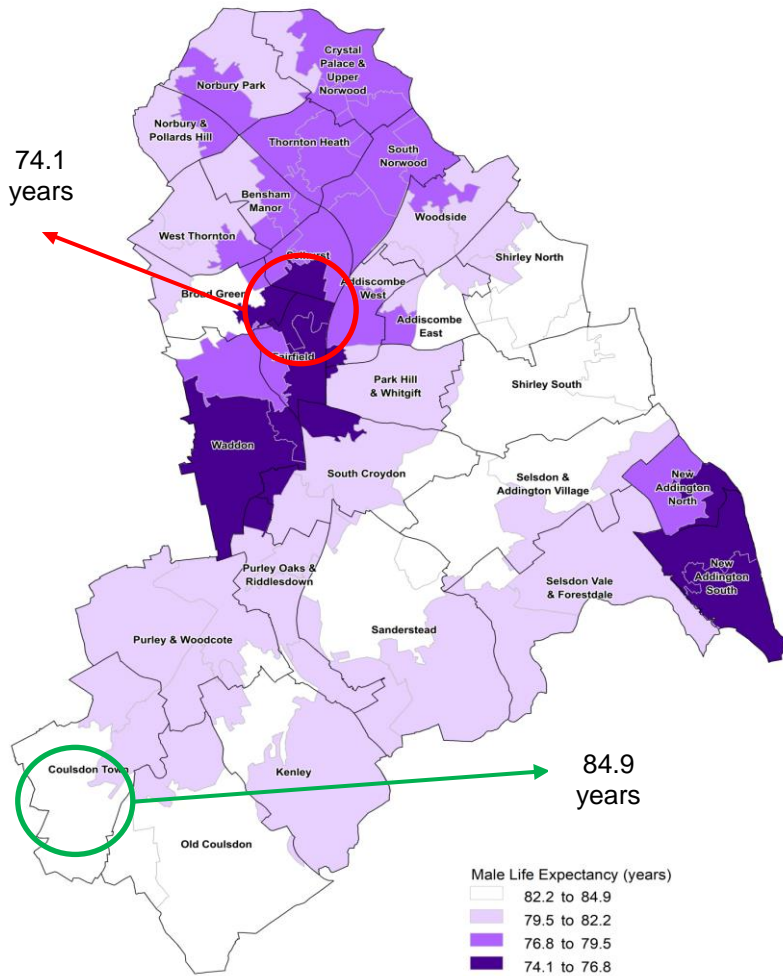 Crystal
Palace &
Upper
Norwood
Norbury Park
Norbury &
Pollards Hill
Thornton Heath
South
Norwood
74.1
years
Bensham
Manor
Woodside
West Thornton
Shirley North
Selhurst
Broad Green
Addiscombe
West
Addiscombe
East
Fairfield
Park Hill
& Whitgift
Shirley South
Waddon
South Croydon
Selsdon &
Addington Village
New
Addington
North
Purley Oaks &
Riddlesdown
Selsdon Vale
& Forestdale
New
Addington
South
Sanderstead
Purley & Woodcote
Coulsdon Town
Kenley
84.9
years
Old Coulsdon
Male Life Expectancy (years)
82.2 to 84.9
79.5 to 82.2
76.8 to 79.5
74.1 to 76.8